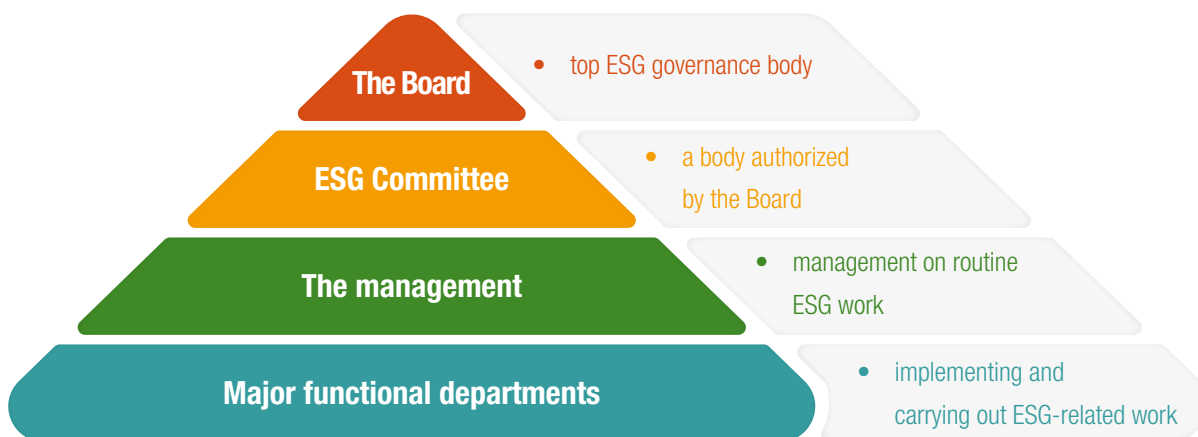 The Board
• top ESG governance body
ESG Committee
• a body authorized
by the Board
The management
• management on routine
ESG work
Major functional departments
• implementing and
carrying out ESG-related work